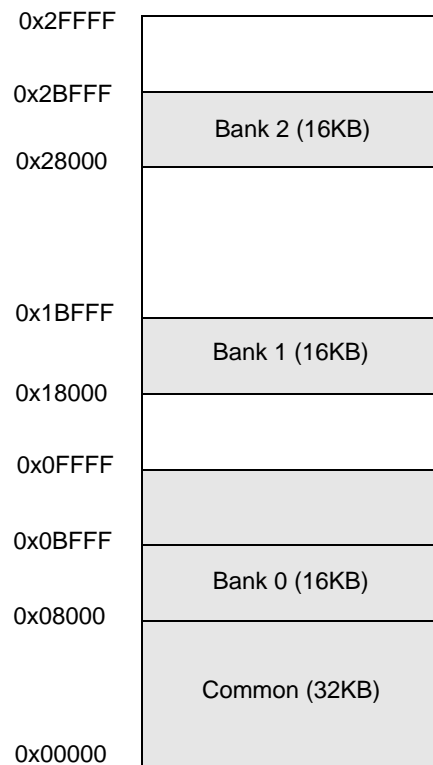 0x2FFFF
0x2BFFF
Bank 2 (16KB)
0x28000
0x1BFFF
Bank 1 (16KB)
0x18000
0x0FFFF
0x0BFFF
Bank 0 (16KB)
0x08000
Common (32KB)
0x00000